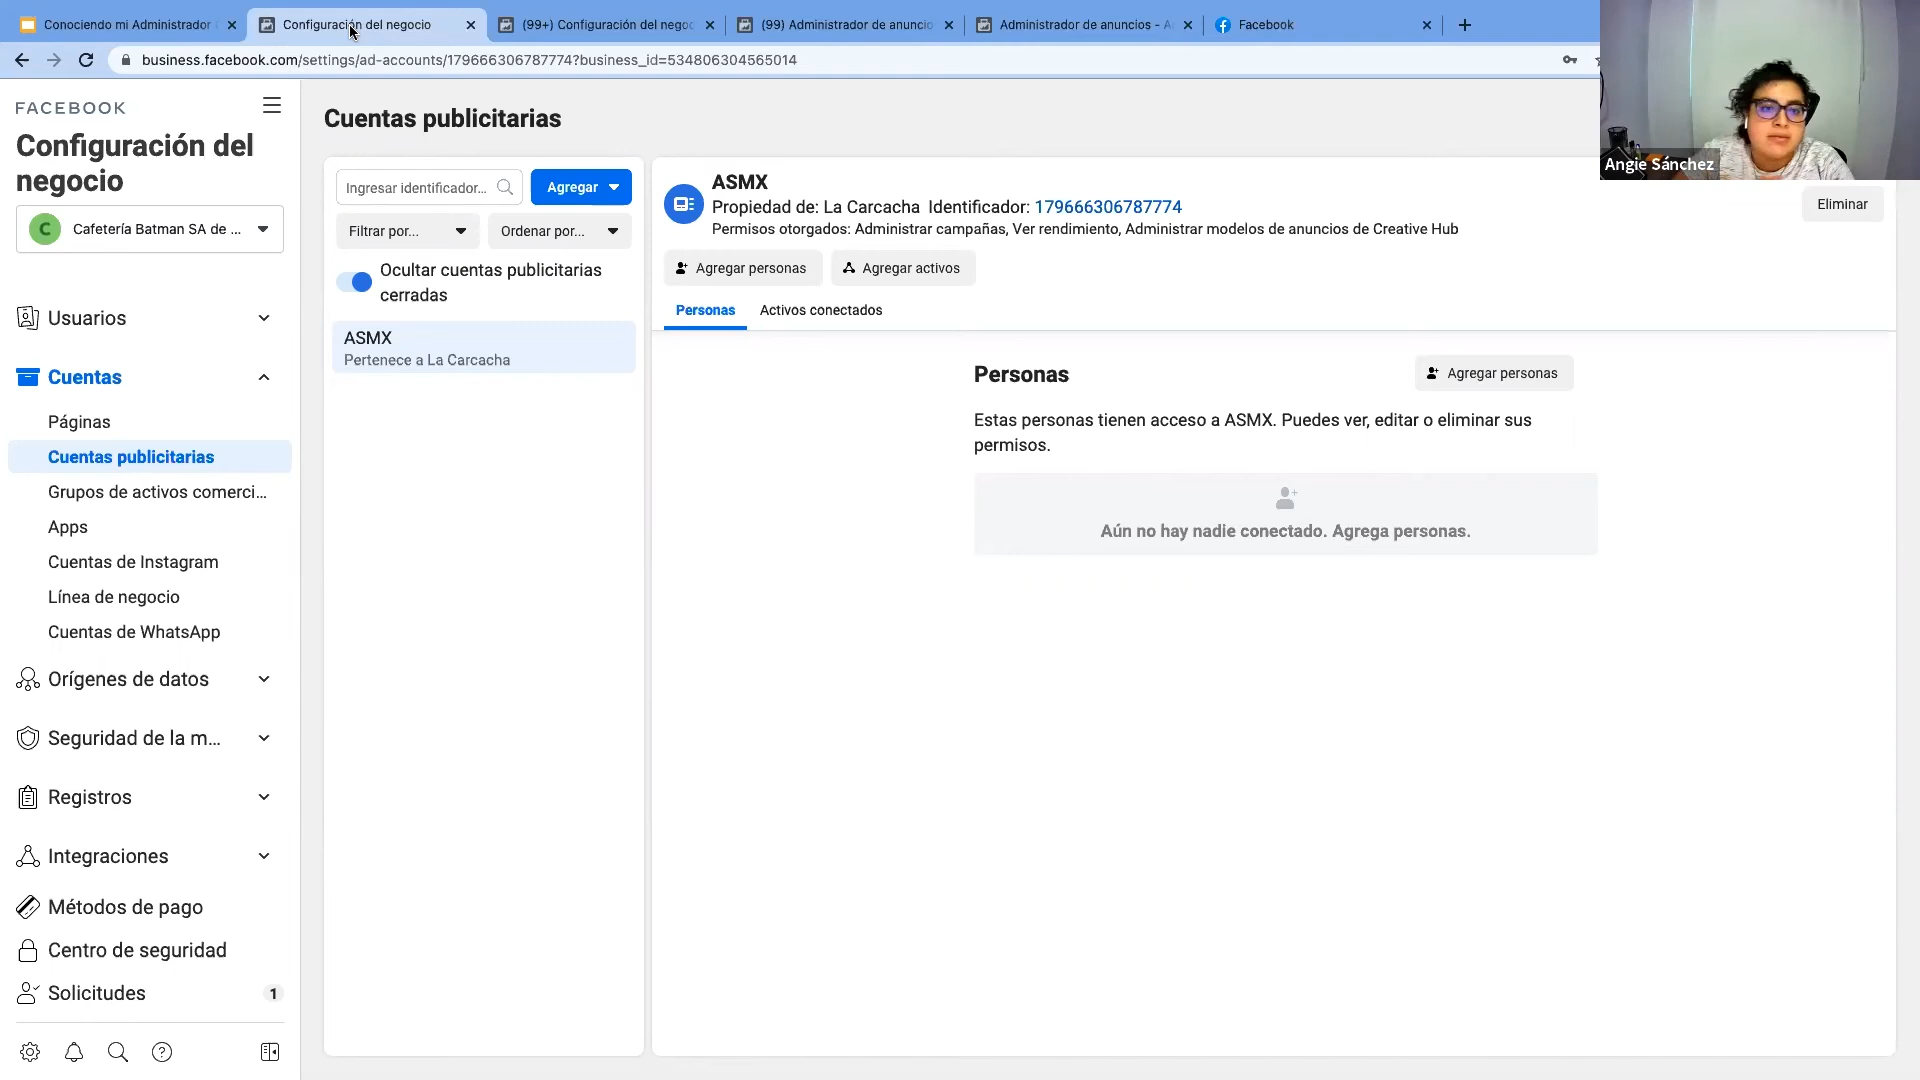 Conociendo mi Administrador
Configuración del negocio
(99+) Configuración del negoc
(99) Administrador de anuncio
Administrador de anuncios - A
Facebook
business.facebook.com/settings/ad-accounts/179666306787774?business_id=534806304565014
Angie Sánchez
FACEBOOK
Configuración del
negocio
C
Cafetería Batman SA de ...
Usuarios
Cuentas
Páginas
Cuentas publicitarias
Grupos de activos comerci...
Apps
Cuentas de Instagram
Línea de negocio
Cuentas de WhatsApp
Orígenes de datos
Seguridad de la m...
Registros
Integraciones
Métodos de pago
Centro de seguridad
Solicitudes 1
Cuentas publicitarias
Ingresar identificador...
Agregar
Filtrar por...
Ordenar por...
Ocultar cuentas publicitarias
cerradas
ASMX
Pertenece a La Carcacha
ASMX
Propiedad de: La Carcacha Identificador: 179666306787774
Permisos otorgados: Administrar campañas, Ver rendimiento, Administrar modelos de anuncios de Creative Hub
Eliminar
Agregar personas
Agregar activos
Personas
Activos conectados
Personas
Agregar personas
Estas personas tienen acceso a ASMX. Puedes ver, editar o eliminar sus
permisos.
Aún no hay nadie conectado. Agrega personas.